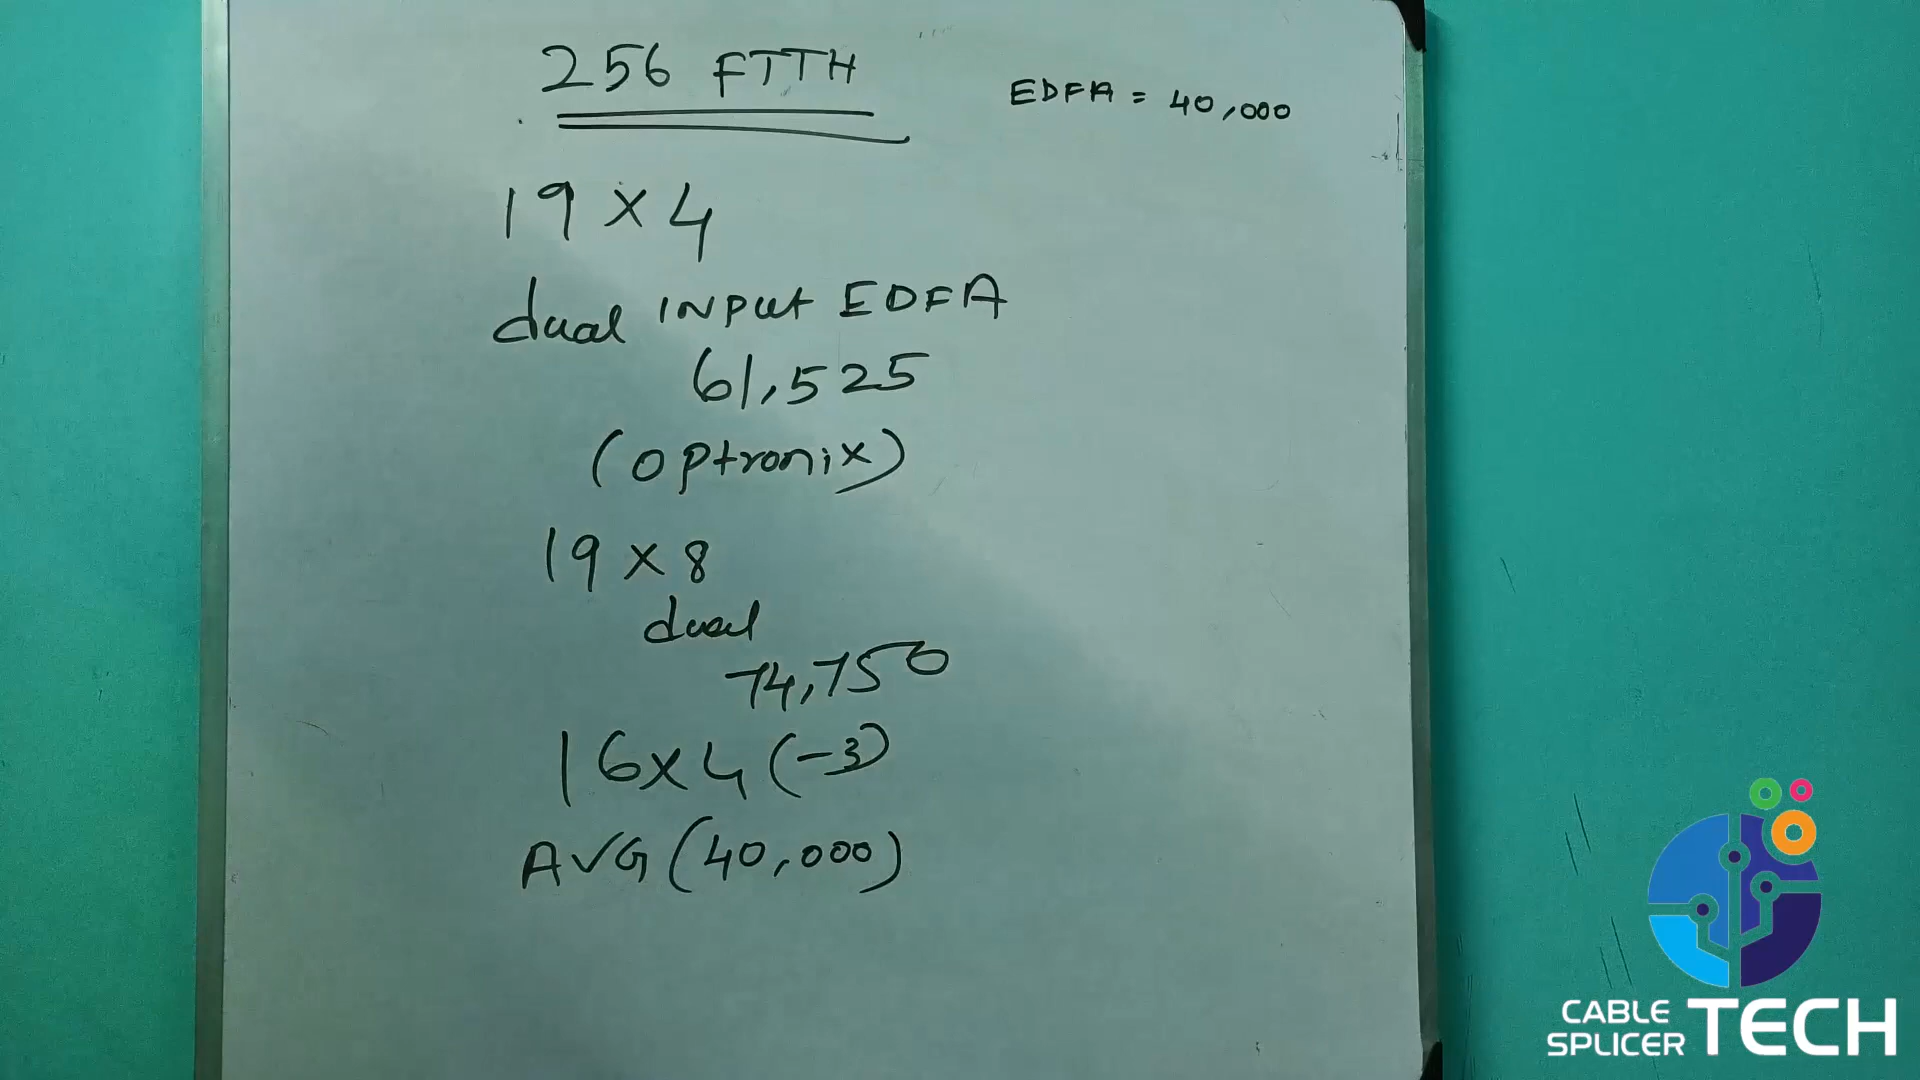 256 FTTH
EDFA = 40,000
19 x 4
dual INPut EDFA
61,525
(optronix)
19 x 8
dual
74,750
16x4 (-3)
AVG (40,000)
CABLE SPLICER TECH